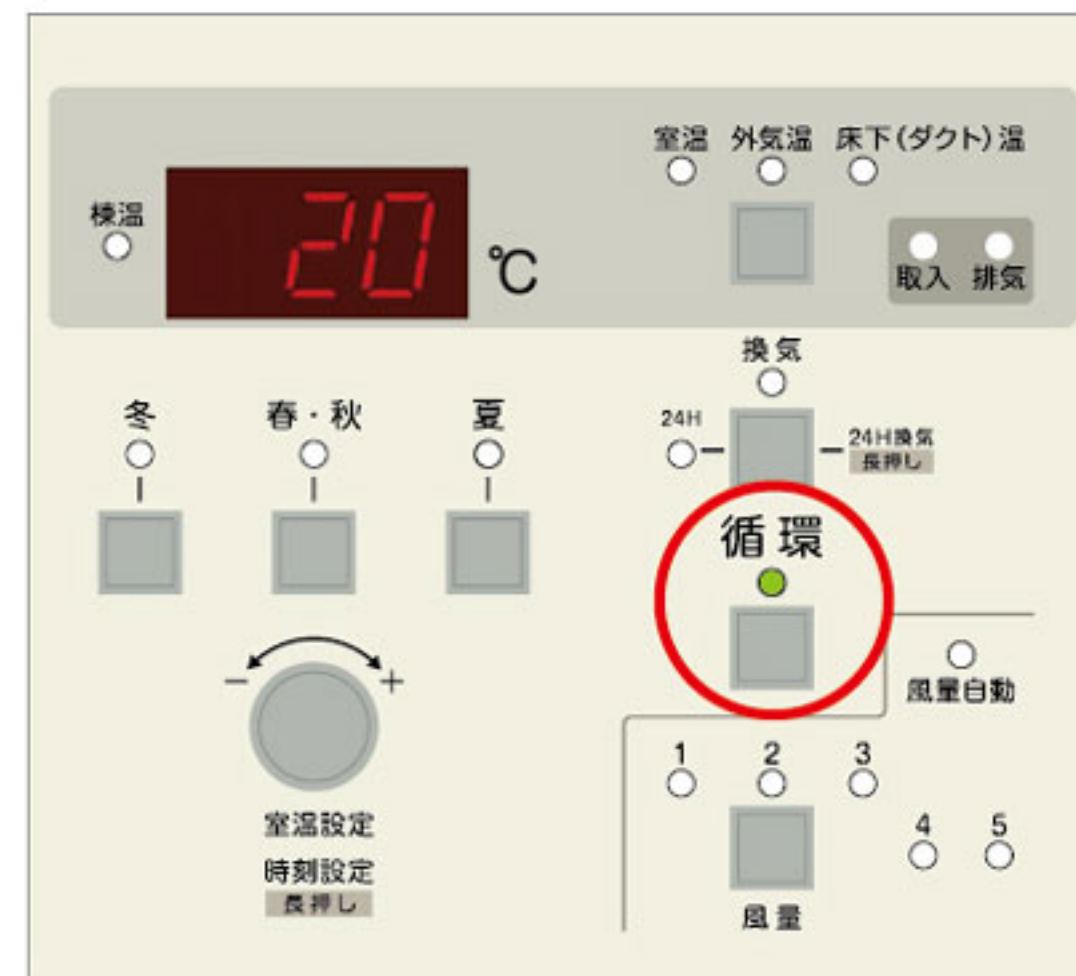 室温 外気温 床下(ダクト)温
棟温
20 ℃
取入 排気
換気
冬 春・秋 夏
24H
24H換気
長押し
循環
- +
風量自動
1 2 3
室温設定
4 5
時刻設定
長押し
風量